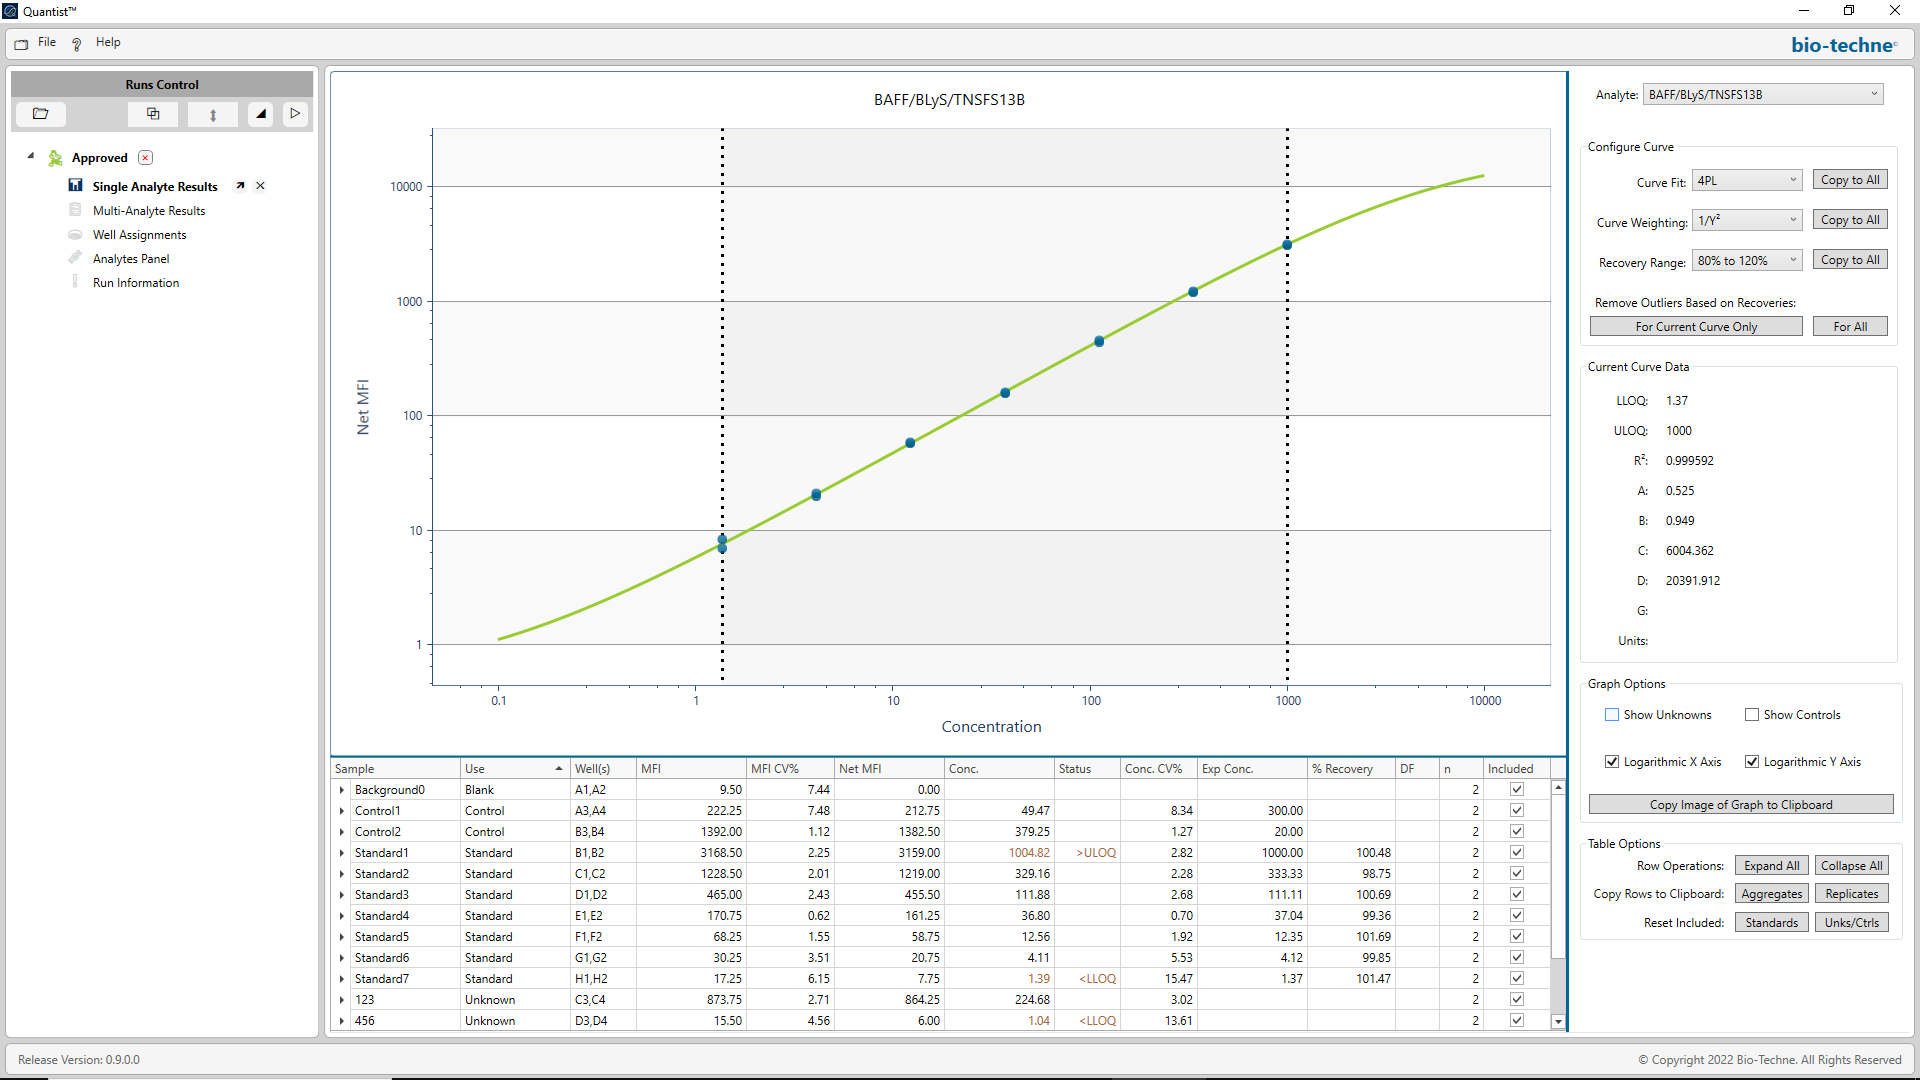 Quantist™
File Help
bio-techne
Runs Control
Approved
Single Analyte Results
Multi-Analyte Results
Well Assignments
Analytes Panel
Run Information
BAFF/BLyS/TNSFS13B
10000
1000
100
10
1
Net MFI
0.1 1 10 100 1000 10000
Concentration
Sample Use Well(s) MFI MFI CV% Net MFI Conc. Status Conc. CV% Exp Conc. % Recovery DF n Included
Background0 Blank A1,A2 9.50 7.44 0.00 2
Control1 Control A3,A4 222.25 7.48 212.75 49.47 8.34 300.00 2
Control2 Control B3,B4 1392.00 1.12 1382.50 379.25 1.27 20.00 2
Standard1 Standard B1,B2 3168.50 2.25 3159.00 1004.82 >ULOQ 2.82 1000.00 100.48 2
Standard2 Standard C1,C2 1228.50 2.01 1219.00 329.16 2.28 333.33 98.75 2
Standard3 Standard D1,D2 465.00 2.43 455.50 111.88 2.68 111.11 100.69 2
Standard4 Standard E1,E2 170.75 0.62 161.25 36.80 0.70 37.04 99.36 2
Standard5 Standard F1,F2 68.25 1.55 58.75 12.56 1.92 12.35 101.69 2
Standard6 Standard G1,G2 30.25 3.51 20.75 4.11 5.53 4.12 99.85 2
Standard7 Standard H1,H2 17.25 6.15 7.75 1.39 <LLOQ 15.47 1.37 101.47 2
123 Unknown C3,C4 873.75 2.71 864.25 224.68 3.02 2
456 Unknown D3,D4 15.50 4.56 6.00 1.04 <LLOQ 13.61 2
Analyte: BAFF/BLyS/TNSFS13B
Configure Curve
Curve Fit: 4PL Copy to All
Curve Weighting: 1/Y² Copy to All
Recovery Range: 80% to 120% Copy to All
Remove Outliers Based on Recoveries:
For Current Curve Only For All
Current Curve Data
LLOQ: 1.37
ULOQ: 1000
R²: 0.999592
A: 0.525
B: 0.949
C: 6004.362
D: 20391.912
G:
Units:
Graph Options
Show Unknowns Show Controls
Logarithmic X Axis Logarithmic Y Axis
Copy Image of Graph to Clipboard
Table Options
Row Operations: Expand All Collapse All
Copy Rows to Clipboard: Aggregates Replicates
Reset Included: Standards Unks/Ctrls
Release Version: 0.9.0.0
© Copyright 2022 Bio-Techne. All Rights Reserved